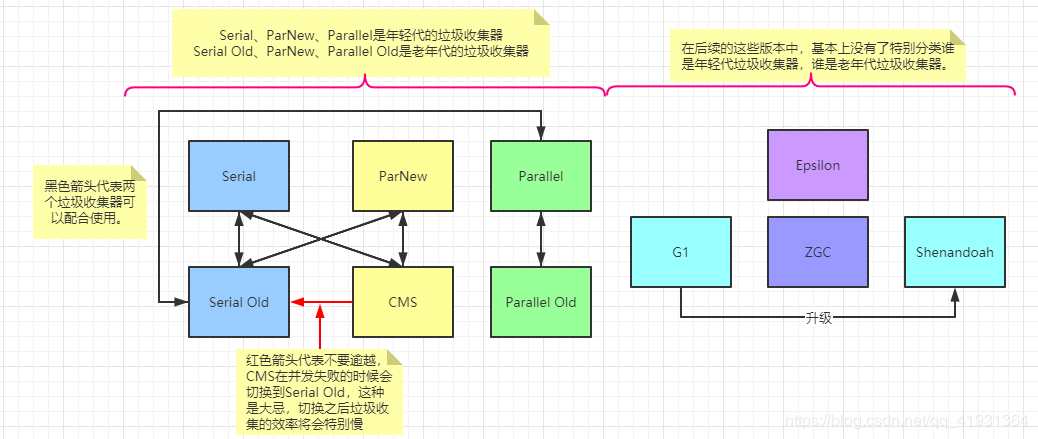 Serial、ParNew、Parallel是年轻代的垃圾收集器
Serial Old、ParNew、Parallel Old是老年代的垃圾收集器
在后续的这些版本中，基本上没有了特别分类谁
是年轻代垃圾收集器，谁是老年代垃圾收集器。
黑色箭头代表两
个垃圾收集器可
以配合使用。
Serial
ParNew
Parallel
Epsilon
G1
ZGC
Shenandoah
Serial Old
CMS
Parallel Old
升级
红色箭头代表不要逾越，
CMS在并发失败的时候会
切换到Serial Old，这种
是大忌，切换之后垃圾收
集的效率将会特别慢
https://blog.csdn.net/qq_41931364